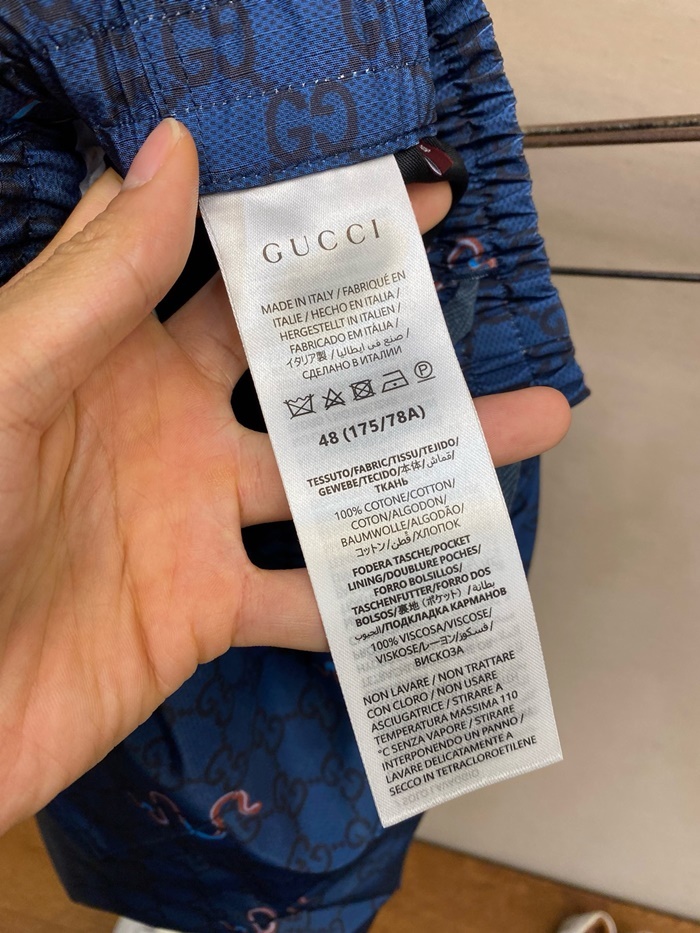 GUCCI
MADE IN ITALY / FABRIQUÉ EN
ITALIE / HECHO EN ITALIA /
HERGESTELLT IN ITALIEN /
FABRICADO EM ITÁLIA /
イタリア製 / صنع في ايطاليا /
СДЕЛАНО В ИТАЛИИ
P
48 (175/78A)
TESSUTO/FABRIC/TISSU/TEJIDO/
GEWEBE/TECIDO/本体/قماش/
ТКАНЬ
100% COTONE/COTTON/
COTON/ALGODON/
BAUMWOLLE/ALGODÃO/
コットン/قطن/ХЛОПОК
FODERA TASCHE/POCKET
LINING/DOUBLURE POCHES/
FORRO BOLSILLOS/
TASCHENFUTTER/FORRO DOS
BOLSOS/裏地 (ポケット) /بطانة
الجيوب/ПОДКЛАДКА КАРМАНОВ
100% VISCOSA/VISCOSE/
VISKOSE/レーヨン/فسكوز/
ВИСКОЗА
NON LAVARE / NON TRATTARE
CON CLORO / NON USARE
ASCIUGATRICE / STIRARE A
TEMPERATURA MASSIMA 110
°C SENZA VAPORE / STIRARE
INTERPONENDO UN PANNO /
LAVARE DELICATAMENTE A
SECCO IN TETRACLOROETILENE